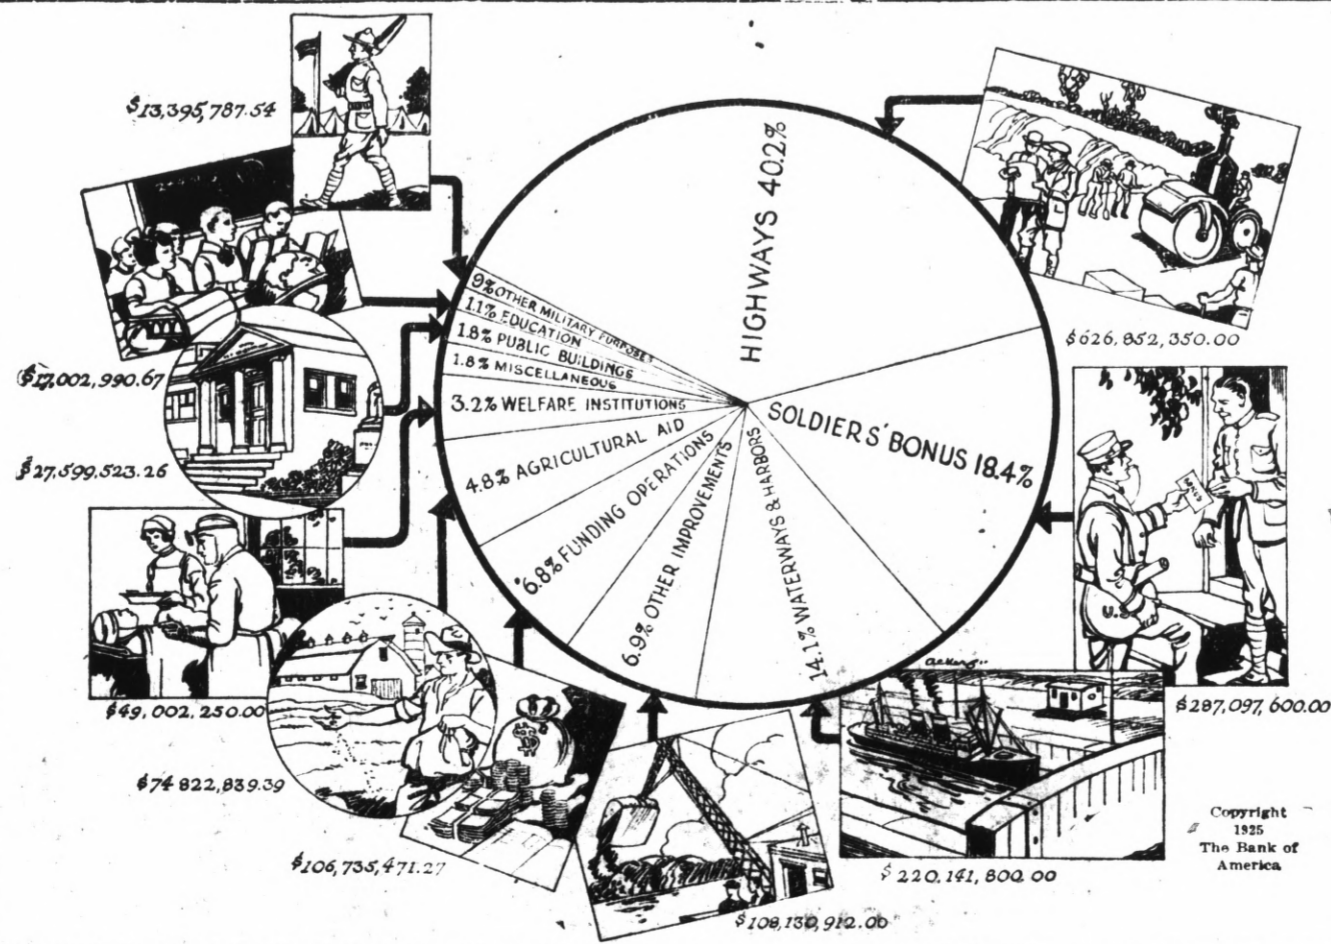 $13,395,787.54
$17,002,990.67
$27,599,523.26
$49,002,250.00
$74 822,839.39
$106,735,471.27
$108,130,912.00
$220,141,800.00
$287,097,600.00
$626,852,350.00
HIGHWAYS 40.2%
SOLDIERS' BONUS 18.4%
14.1% WATERWAYS & HARBORS
6.9% OTHER IMPROVEMENTS
6.8% FUNDING OPERATIONS
4.8% AGRICULTURAL AID
3.2% WELFARE INSTITUTIONS
1.8% MISCELLANEOUS
1.8% PUBLIC BUILDINGS
1.1% EDUCATION
.9% OTHER MILITARY PURPOSES
BONUS
U.S.
$
Copyright
1925
The Bank of
America